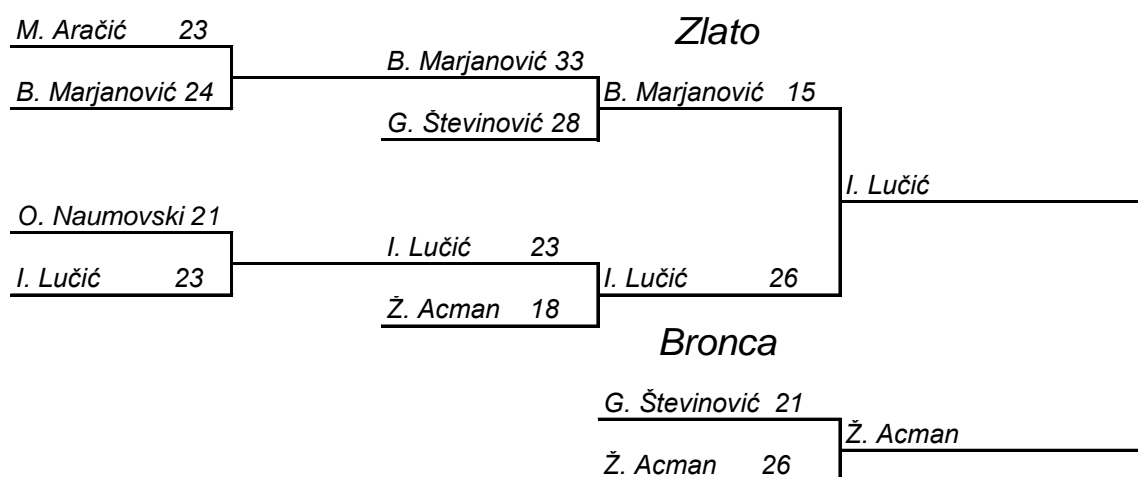 M. Aračić 23
B. Marjanović 24
O. Naumovski 21
I. Lučić 23
B. Marjanović 33
G. Števinović 28
I. Lučić 23
Ž. Acman 18
Zlato
B. Marjanović 15
I. Lučić 26
I. Lučić
Bronca
G. Števinović 21
Ž. Acman 26
Ž. Acman